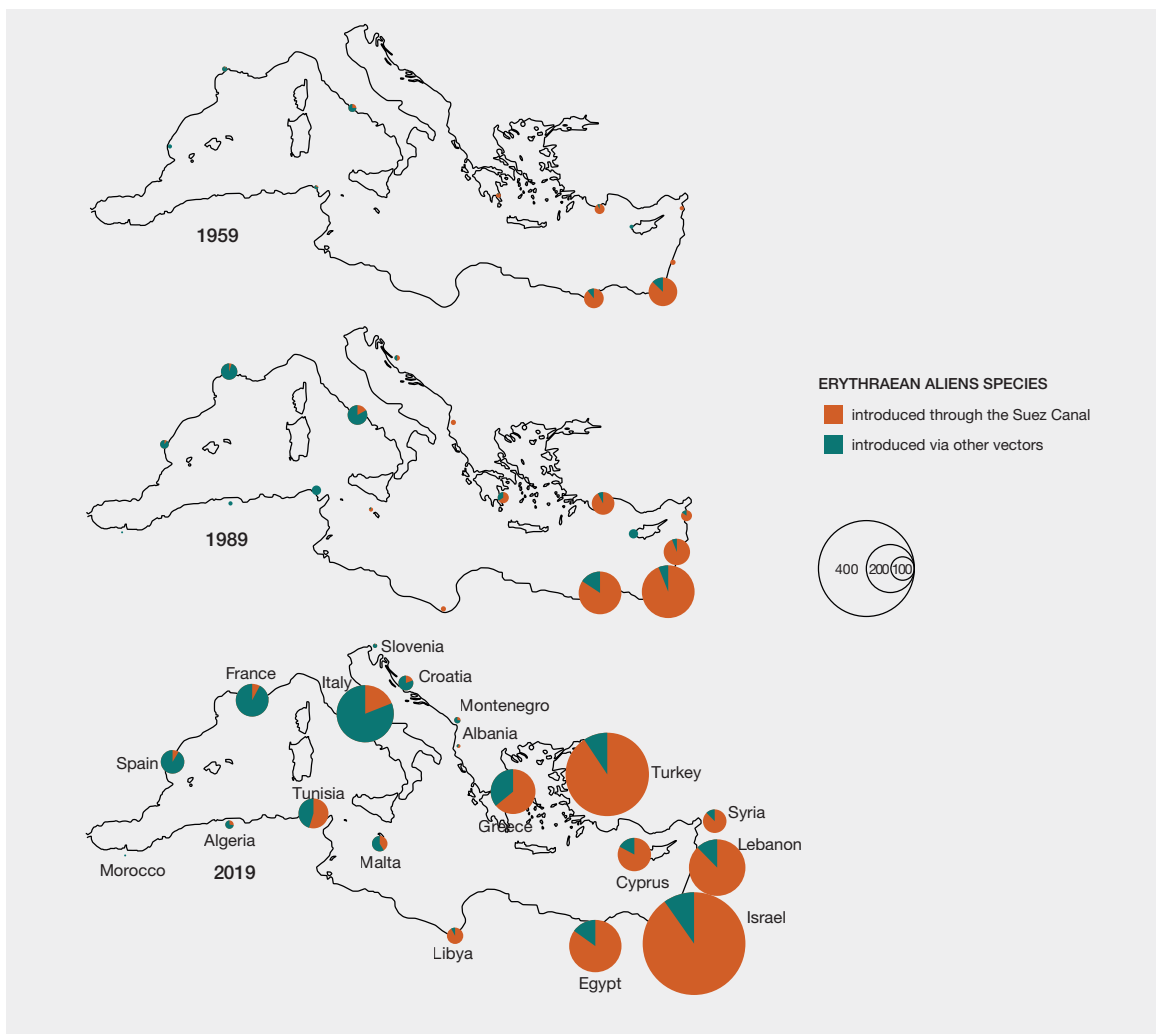 1959
1989
ERYTHRAEAN ALIENS SPECIES
introduced through the Suez Canal
introduced via other vectors
400 200 100
Slovenia
France
Italy
Croatia
Montenegro
Albania
Spain
Turkey
Tunisia
Greece
Syria
Algeria
Lebanon
Malta
Morocco
2019
Cyprus
Israel
Libya
Egypt